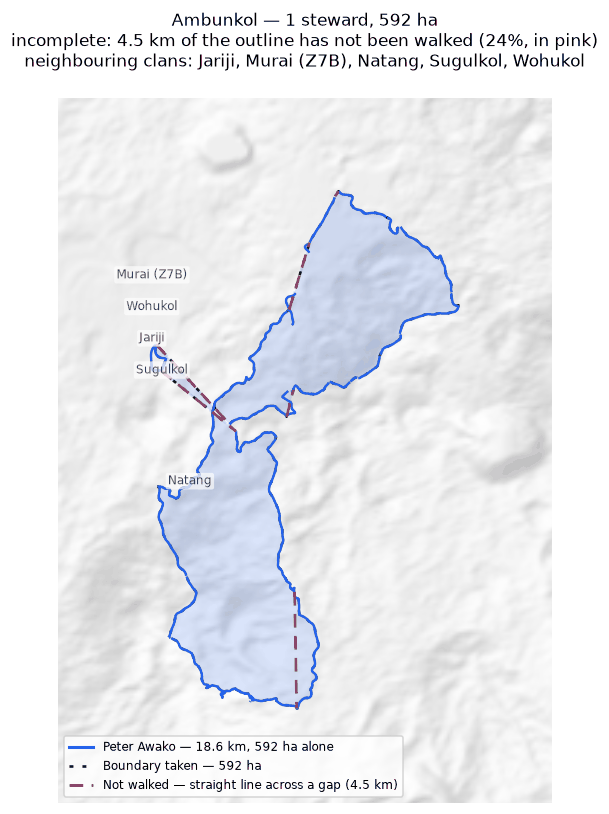 Ambunkol — 1 steward, 592 ha
incomplete: 4.5 km of the outline has not been walked (24%, in pink)
neighbouring clans: Jariji, Murai (Z7B), Natang, Sugulkol, Wohukol
Murai (Z7B)
Wohukol
Jariji
Sugulkol
Natang
Peter Awako — 18.6 km, 592 ha alone
Boundary taken — 592 ha
Not walked — straight line across a gap (4.5 km)